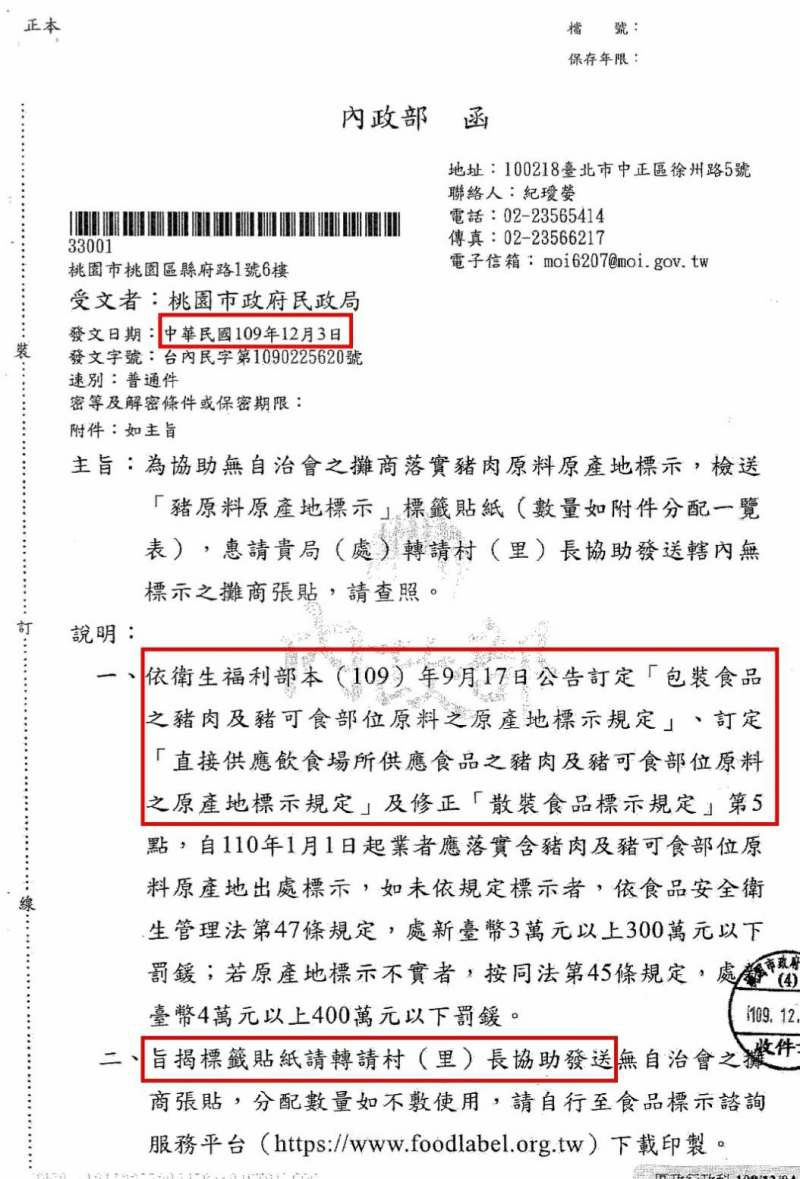 正本
檔　　號：
保存年限：
內政部　函
地址：100218臺北市中正區徐州路5號
聯絡人：紀瓊嫈
電話：02-23565414
傳真：02-23566217
電子信箱：moi6207@moi.gov.tw
33001
桃園市桃園區縣府路1號6樓
受文者：桃園市政府民政局
發文日期：中華民國109年12月3日
發文字號：台內民字第1090225620號
速別：普通件
密等及解密條件或保密期限：
附件：如主旨
主旨：為協助無自治會之攤商落實豬肉原料原產地標示，檢送
「豬原料原產地標示」標籤貼紙（數量如附件分配一覽
表），惠請貴局（處）轉請村（里）長協助發送轄內無
標示之攤商張貼，請查照。
說明：
一、依衛生福利部本（109）年9月17日公告訂定「包裝食品
之豬肉及豬可食部位原料之原產地標示規定」、訂定
「直接供應飲食場所供應食品之豬肉及豬可食部位原料
之原產地標示規定」及修正「散裝食品標示規定」第5
點，自110年1月1日起業者應落實含豬肉及豬可食部位原
料原產地出處標示，如未依規定標示者，依食品安全衛
生管理法第47條規定，處新臺幣3萬元以上300萬元以下
罰鍰；若原產地標示不實者，按同法第45條規定，處新
臺幣4萬元以上400萬元以下罰鍰。
二、旨揭標籤貼紙請轉請村（里）長協助發送無自治會之攤
商張貼，分配數量如不敷使用，請自行至食品標示諮詢
服務平台（https://www.foodlabel.org.tw）下載印製。
裝
訂
線
內政部
市政府
(4)
109. 12.
收件